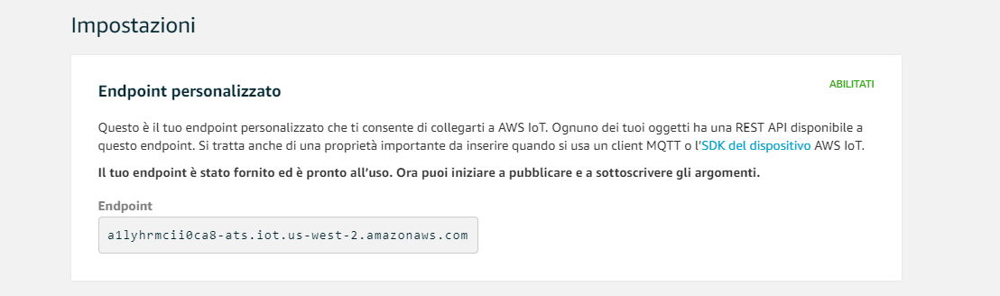 Impostazioni
Endpoint personalizzato
ABILITATI
Questo è il tuo endpoint personalizzato che ti consente di collegarti a AWS IoT. Ognuno dei tuoi oggetti ha una REST API disponibile a
questo endpoint. Si tratta anche di una proprietà importante da inserire quando si usa un client MQTT o l'SDK del dispositivo AWS IoT.
Il tuo endpoint è stato fornito ed è pronto all'uso. Ora puoi iniziare a pubblicare e a sottoscrivere gli argomenti.
Endpoint
a1lyhrmcii0ca8-ats.iot.us-west-2.amazonaws.com